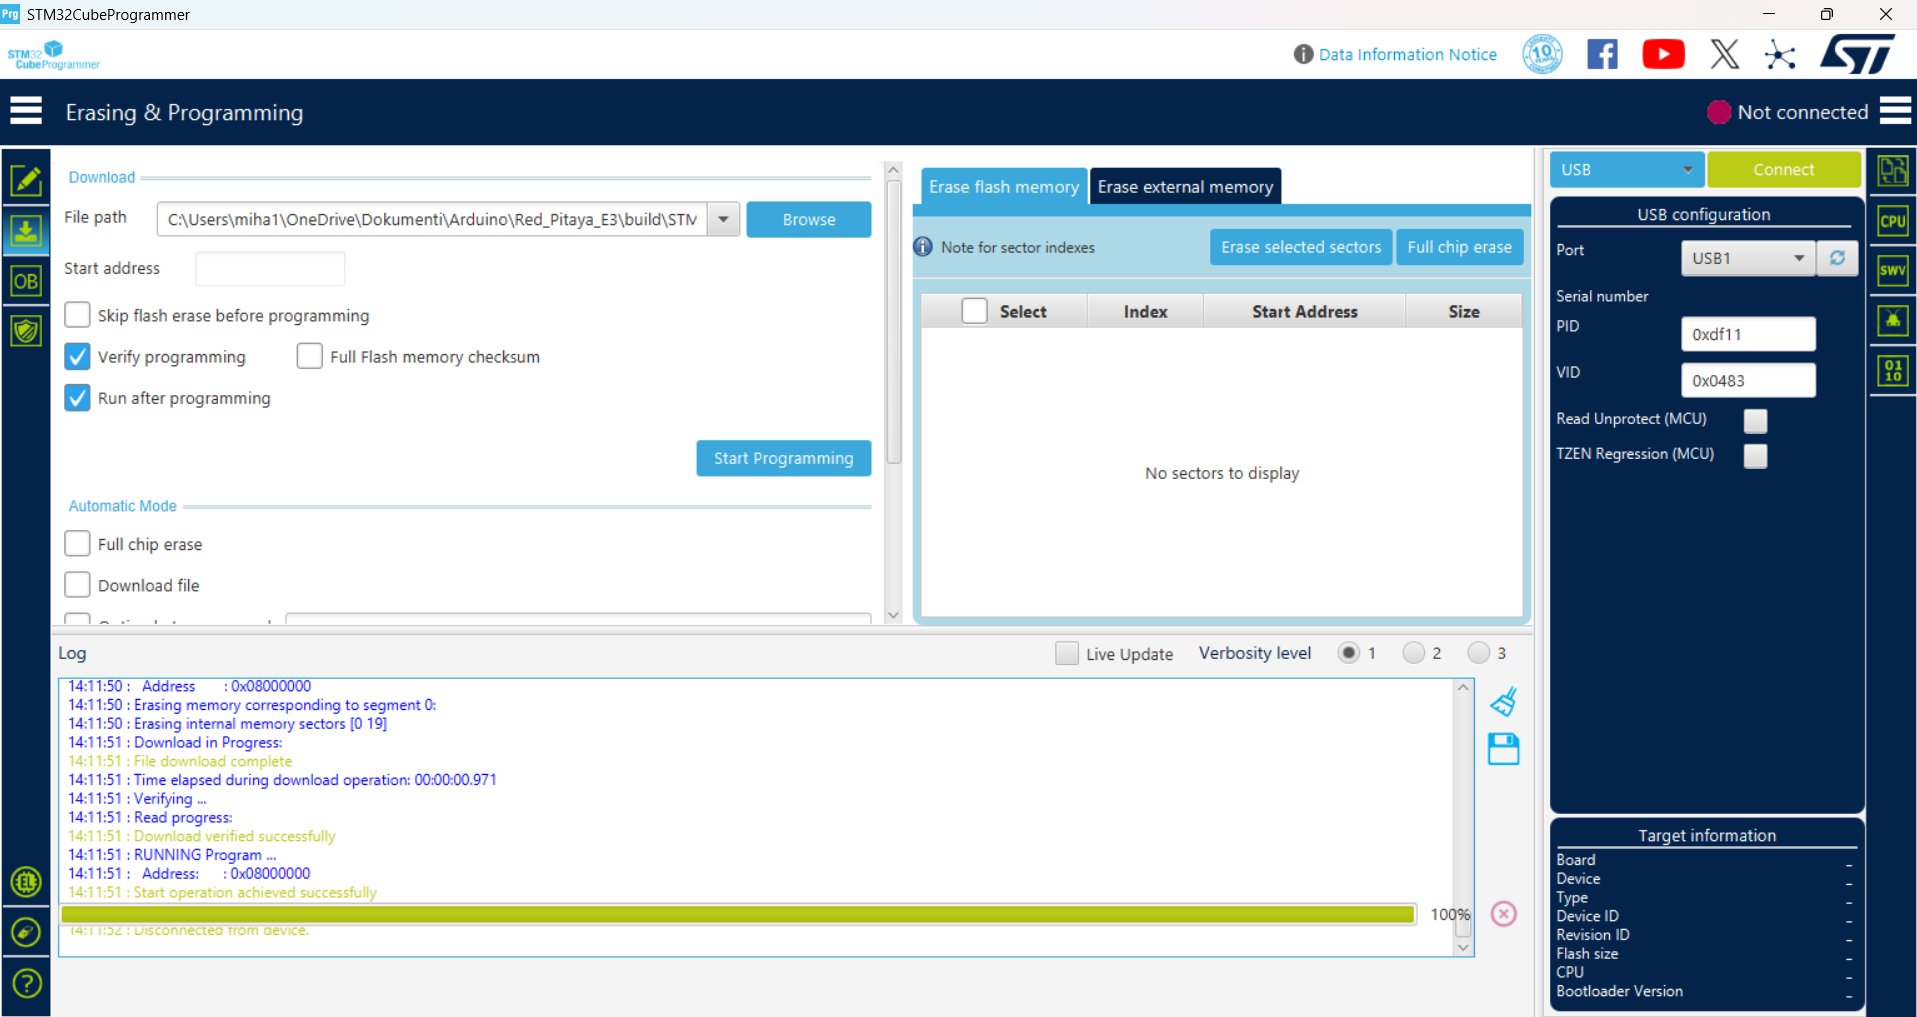 Prg STM32CubeProgrammer
STM32
CubeProgrammer
Data Information Notice
10
Erasing & Programming
Not connected
Download
File path
C:\Users\miha1\OneDrive\Dokumenti\Arduino\Red_Pitaya_E3\build\STM
Browse
Start address
Skip flash erase before programming
Verify programming
Full Flash memory checksum
Run after programming
Start Programming
Automatic Mode
Full chip erase
Download file
Erase flash memory
Erase external memory
Note for sector indexes
Erase selected sectors
Full chip erase
Select Index Start Address Size
No sectors to display
USB
Connect
USB configuration
Port
USB1
Serial number
PID
0xdf11
VID
0x0483
Read Unprotect (MCU)
TZEN Regression (MCU)
OB
CPU
SWV
01
10
Log
Live Update
Verbosity level
1
2
3
14:11:50 : Address : 0x08000000
14:11:50 : Erasing memory corresponding to segment 0:
14:11:50 : Erasing internal memory sectors [0 19]
14:11:51 : Download in Progress:
14:11:51 : File download complete
14:11:51 : Time elapsed during download operation: 00:00:00.971
14:11:51 : Verifying ...
14:11:51 : Read progress:
14:11:51 : Download verified successfully
14:11:51 : RUNNING Program ...
14:11:51 : Address: : 0x08000000
14:11:51 : Start operation achieved successfully
100%
14:11:52 : Disconnected from device.
EL
Target information
Board -
Device -
Type -
Device ID -
Revision ID -
Flash size -
CPU -
Bootloader Version -